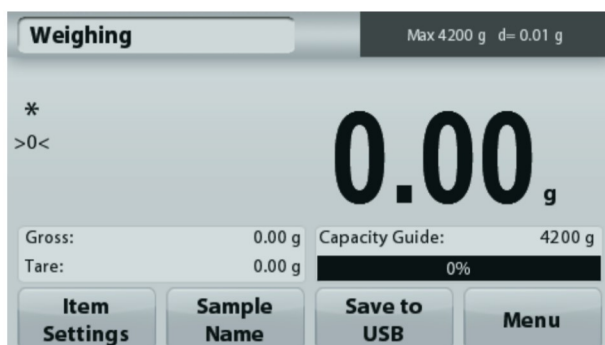 Weighing
Max 4200 g d= 0.01 g
*
>0<
0.00 g
Gross: 0.00 g
Capacity Guide: 4200 g
Tare: 0.00 g
0%
Item Settings
Sample Name
Save to USB
Menu